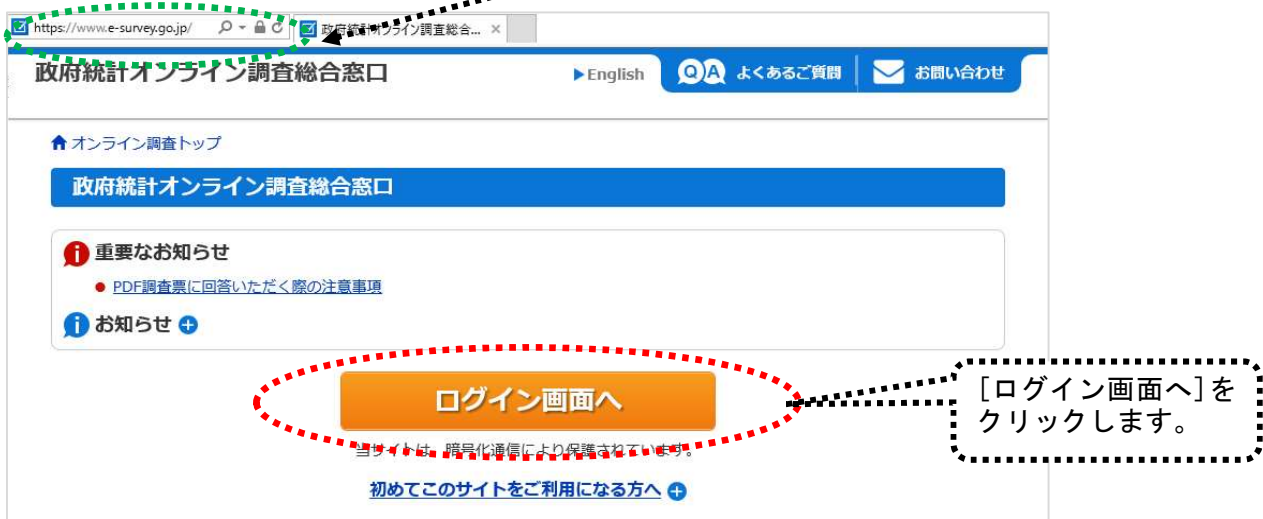 https://www.e-survey.go.jp/
政府統計オンライン調査総合...
政府統計オンライン調査総合窓口
English
QA よくあるご質問
お問い合わせ
オンライン調査トップ
政府統計オンライン調査総合窓口
重要なお知らせ
PDF調査票に回答いただく際の注意事項
お知らせ
ログイン画面へ
[ログイン画面へ]を
クリックします。
当サイトは、暗号化通信により保護されています。
初めてこのサイトをご利用になる方へ